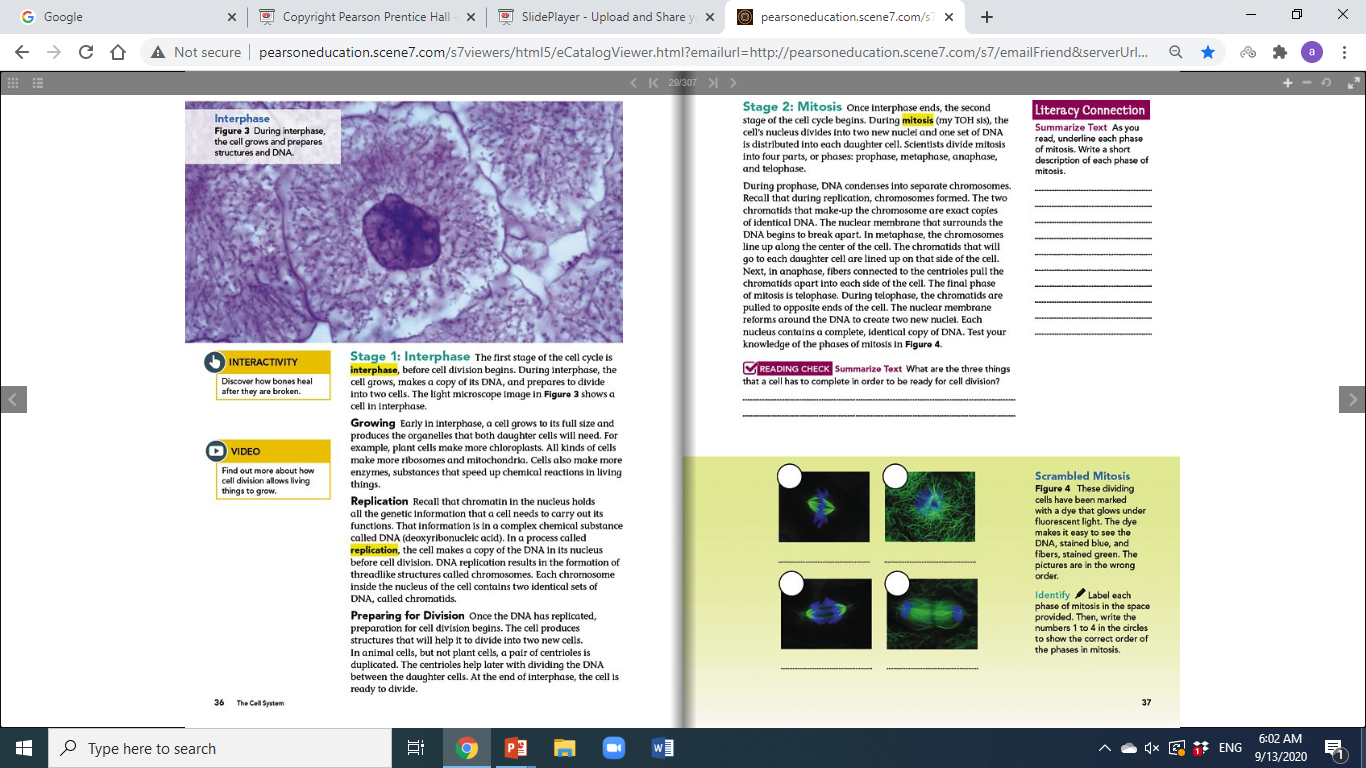 Google
Copyright Pearson Prentice Hall -
SlidePlayer - Upload and Share y
pearsoneducation.scene7.com/s7
Not secure
pearsoneducation.scene7.com/s7viewers/html5/eCatalogViewer.html?emailurl=http://pearsoneducation.scene7.com/s7/emailFriend&serverUrl...
a
29/307
Interphase
Figure 3 During interphase,
the cell grows and prepares
structures and DNA.
INTERACTIVITY
Discover how bones heal
after they are broken.
VIDEO
Find out more about how
cell division allows living
things to grow.
Stage 1: Interphase The first stage of the cell cycle is
interphase, before cell division begins. During interphase, the
cell grows, makes a copy of its DNA, and prepares to divide
into two cells. The light microscope image in Figure 3 shows a
cell in interphase.
Growing Early in interphase, a cell grows to its full size and
produces the organelles that both daughter cells will need. For
example, plant cells make more chloroplasts. All kinds of cells
make more ribosomes and mitochondria. Cells also make more
enzymes, substances that speed up chemical reactions in living
things.
Replication Recall that chromatin in the nucleus holds
all the genetic information that a cell needs to carry out its
functions. That information is in a complex chemical substance
called DNA (deoxyribonucleic acid). In a process called
replication, the cell makes a copy of the DNA in its nucleus
before cell division. DNA replication results in the formation of
threadlike structures called chromosomes. Each chromosome
inside the nucleus of the cell contains two identical sets of
DNA, called chromatids.
Preparing for Division Once the DNA has replicated,
preparation for cell division begins. The cell produces
structures that will help it to divide into two new cells.
In animal cells, but not plant cells, a pair of centrioles is
duplicated. The centrioles help later with dividing the DNA
between the daughter cells. At the end of interphase, the cell is
ready to divide.
36 The Cell System
Stage 2: Mitosis Once interphase ends, the second
stage of the cell cycle begins. During mitosis (my TOH sis), the
cell's nucleus divides into two new nuclei and one set of DNA
is distributed into each daughter cell. Scientists divide mitosis
into four parts, or phases: prophase, metaphase, anaphase,
and telophase.
During prophase, DNA condenses into separate chromosomes.
Recall that during replication, chromosomes formed. The two
chromatids that make-up the chromosome are exact copies
of identical DNA. The nuclear membrane that surrounds the
DNA begins to break apart. In metaphase, the chromosomes
line up along the center of the cell. The chromatids that will
go to each daughter cell are lined up on that side of the cell.
Next, in anaphase, fibers connected to the centrioles pull the
chromatids apart into each side of the cell. The final phase
of mitosis is telophase. During telophase, the chromatids are
pulled to opposite ends of the cell. The nuclear membrane
reforms around the DNA to create two new nuclei. Each
nucleus contains a complete, identical copy of DNA. Test your
knowledge of the phases of mitosis in Figure 4.
READING CHECK Summarize Text What are the three things
that a cell has to complete in order to be ready for cell division?
Literacy Connection
Summarize Text As you
read, underline each phase
of mitosis. Write a short
description of each phase of
mitosis.
Scrambled Mitosis
Figure 4 These dividing
cells have been marked
with a dye that glows under
fluorescent light. The dye
makes it easy to see the
DNA, stained blue, and
fibers, stained green. The
pictures are in the wrong
order.
Identify Label each
phase of mitosis in the space
provided. Then, write the
numbers 1 to 4 in the circles
to show the correct order of
the phases in mitosis.
37
Type here to search
ENG
6:02 AM
9/13/2020
1